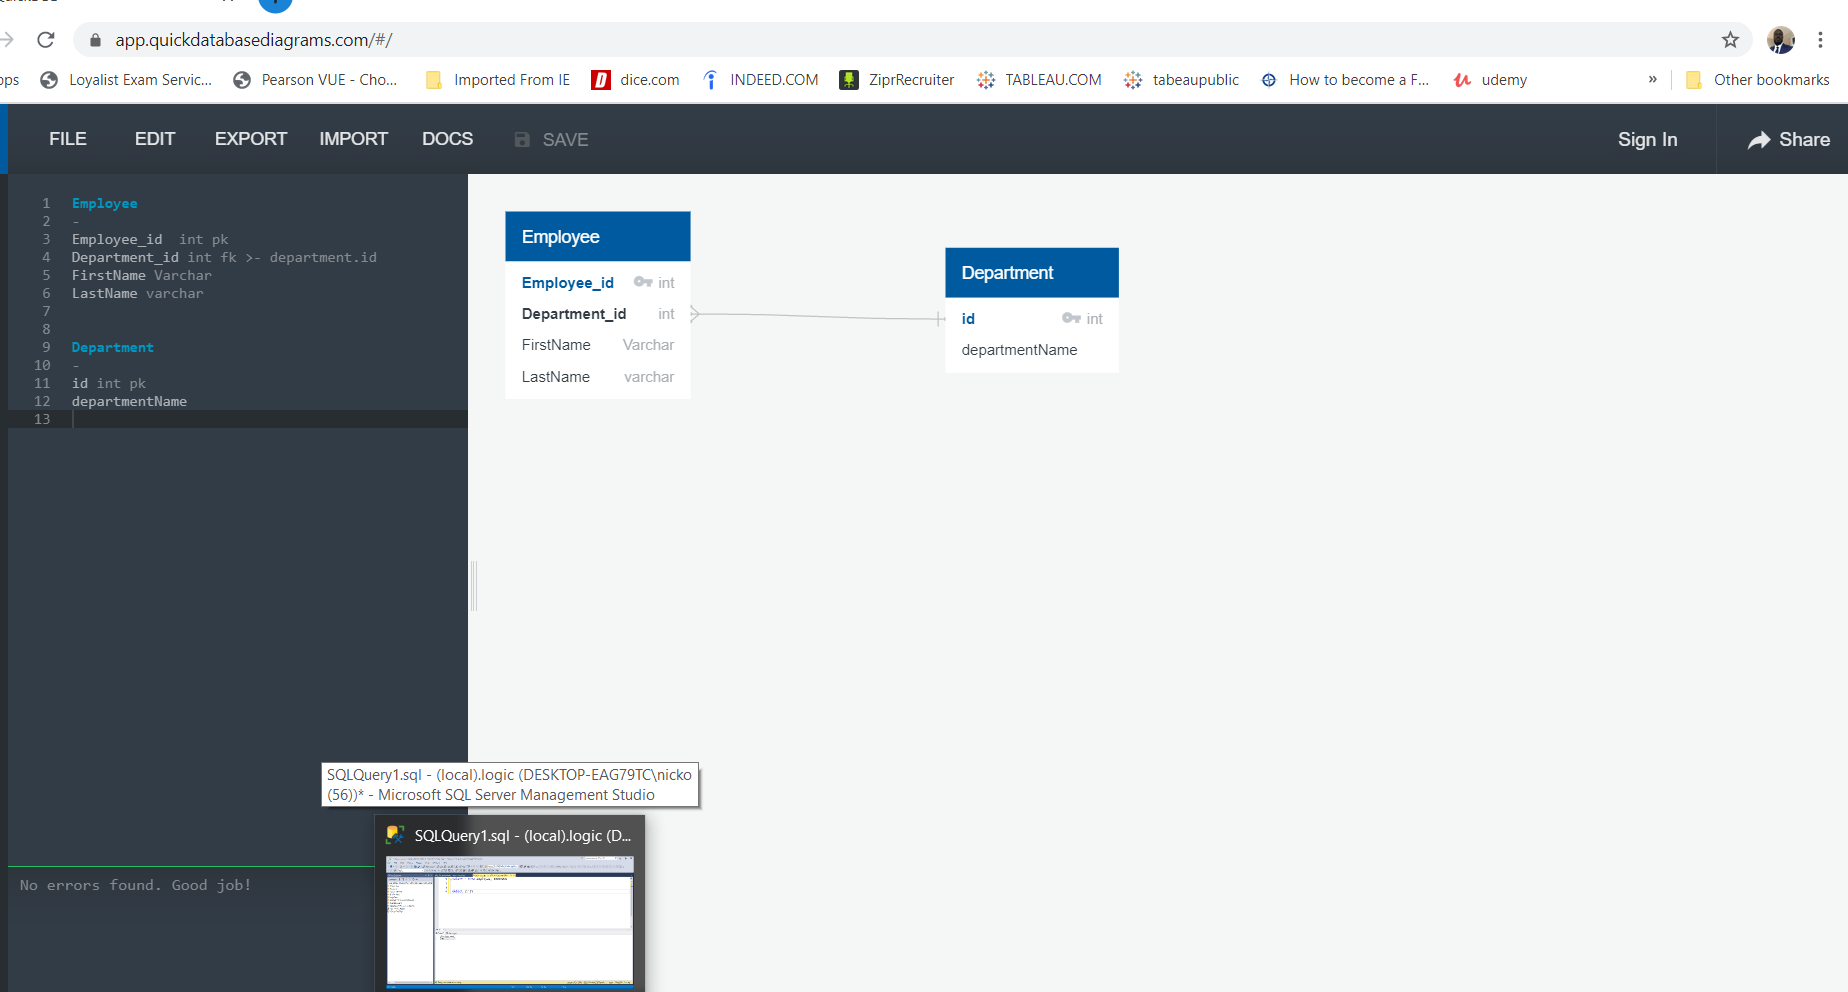 app.quickdatabasediagrams.com/#/
Loyalist Exam Servic... Pearson VUE - Cho... Imported From IE dice.com INDEED.COM ZiprRecruiter TABLEAU.COM tabeaupublic How to become a F... udemy » Other bookmarks
FILE EDIT EXPORT IMPORT DOCS SAVE Sign In Share
1 Employee
2 -
3 Employee_id  int pk
4 Department_id int fk >- department.id
5 FirstName Varchar
6 LastName varchar
7
8
9 Department
10 -
11 id int pk
12 departmentName
13
Employee
Employee_id int
Department_id int
FirstName Varchar
LastName varchar
Department
id int
departmentName
SQLQuery1.sql - (local).logic (DESKTOP-EAG79TC\nicko
(56))* - Microsoft SQL Server Management Studio
SQLQuery1.sql - (local).logic (D...
No errors found. Good job!